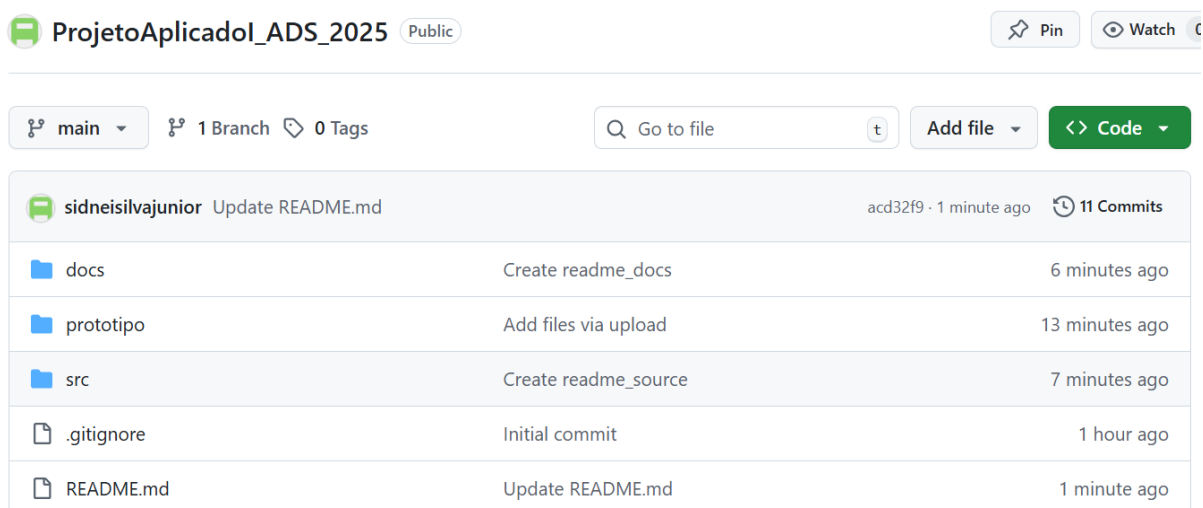 ProjetoAplicadoI_ADS_2025 Public Pin Watch
main 1 Branch 0 Tags Go to file t Add file Code
sidneisilvajunior Update README.md acd32f9 · 1 minute ago 11 Commits
docs Create readme_docs 6 minutes ago
prototipo Add files via upload 13 minutes ago
src Create readme_source 7 minutes ago
.gitignore Initial commit 1 hour ago
README.md Update README.md 1 minute ago